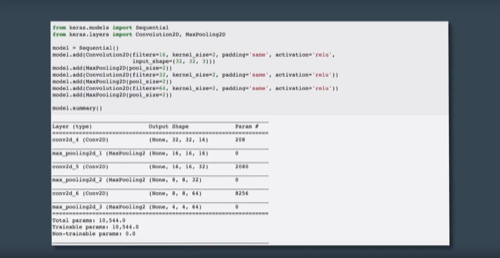 from keras.models import Sequential
from keras.layers import Convolution2D, MaxPooling2D
model = Sequential()
model.add(Convolution2D(filters=16, kernel_size=2, padding='same', activation='relu',
input_shape=(32, 32, 3)))
model.add(MaxPooling2D(pool_size=2))
model.add(Convolution2D(filters=32, kernel_size=2, padding='same', activation='relu'))
model.add(MaxPooling2D(pool_size=2))
model.add(Convolution2D(filters=64, kernel_size=2, padding='same', activation='relu'))
model.add(MaxPooling2D(pool_size=2))
model.summary()
Layer (type) Output Shape Param #
conv2d_4 (Conv2D) (None, 32, 32, 16) 208
max_pooling2d_1 (MaxPooling2 (None, 16, 16, 16) 0
conv2d_5 (Conv2D) (None, 16, 16, 32) 2080
max_pooling2d_2 (MaxPooling2 (None, 8, 8, 32) 0
conv2d_6 (Conv2D) (None, 8, 8, 64) 8256
max_pooling2d_3 (MaxPooling2 (None, 4, 4, 64) 0
Total params: 10,544.0
Trainable params: 10,544.0
Non-trainable params: 0.0